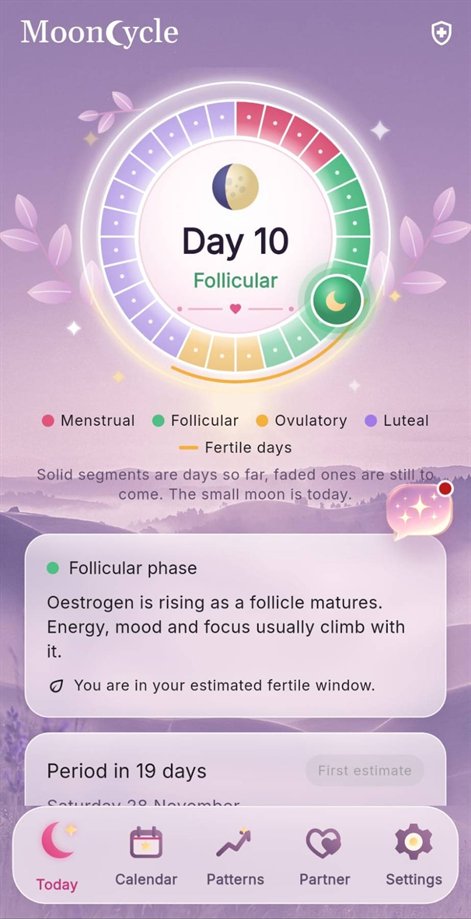 MoonCycle
Day 10
Follicular
Menstrual
Follicular
Ovulatory
Luteal
Fertile days
Solid segments are days so far, faded ones are still to
come. The small moon is today.
Follicular phase
Oestrogen is rising as a follicle matures.
Energy, mood and focus usually climb with
it.
You are in your estimated fertile window.
Period in 19 days
First estimate
Saturday 28 November
Today
Calendar
Patterns
Partner
Settings